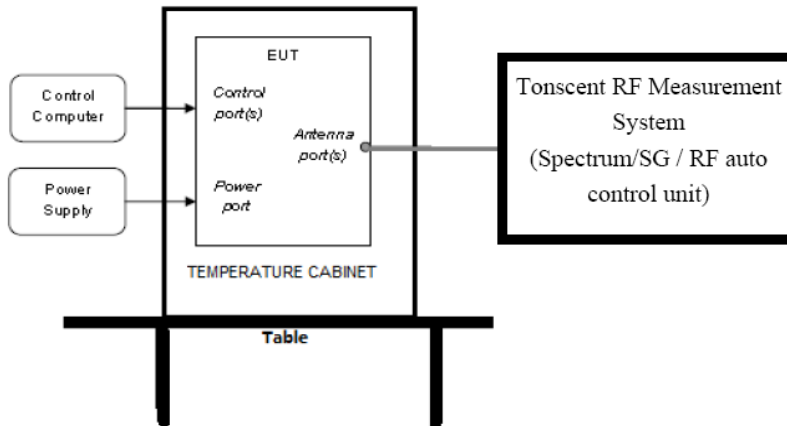 EUT
Control
port(s)
Antenna
port(s)
Power
port
Control
Computer
Power
Supply
TEMPERATURE CABINET
Table
Tonscent RF Measurement
System
(Spectrum/SG / RF auto
control unit)